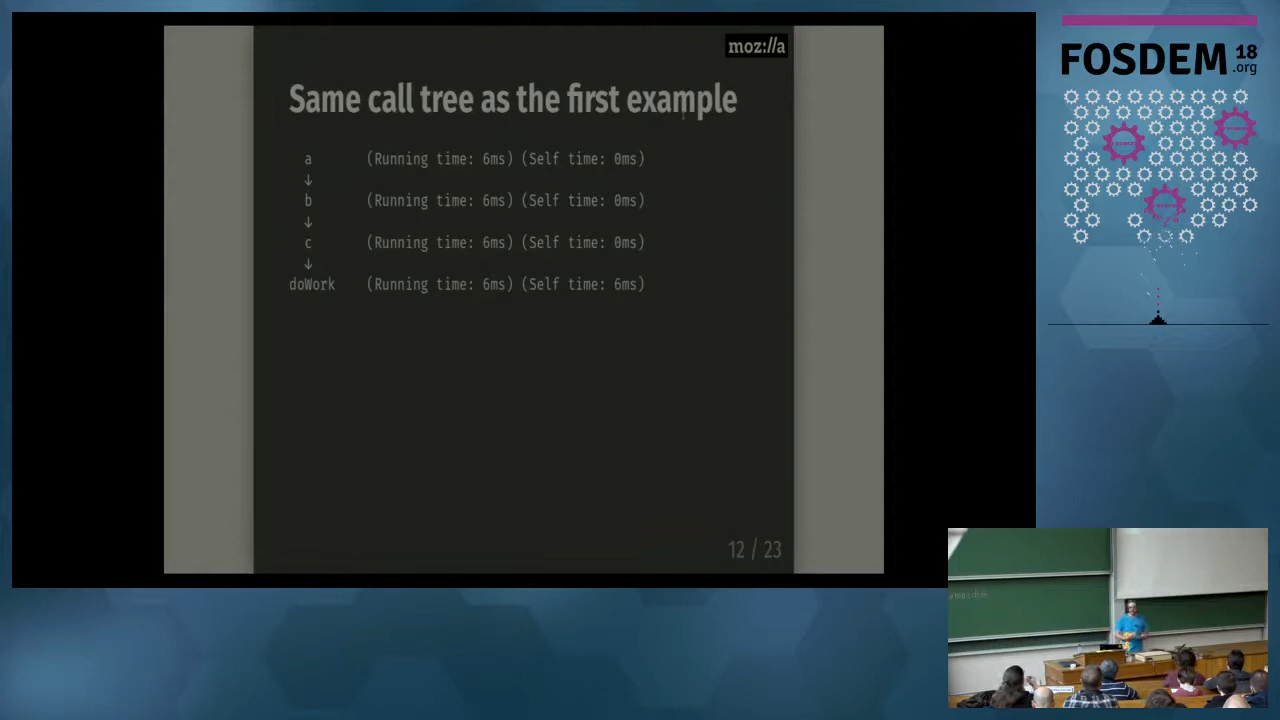 moz://a
Same call tree as the first example
a (Running time: 6ms) (Self time: 0ms)
↓
b (Running time: 6ms) (Self time: 0ms)
↓
c (Running time: 6ms) (Self time: 0ms)
↓
doWork (Running time: 6ms) (Self time: 6ms)
12 / 23
FOSDEM 18
.org